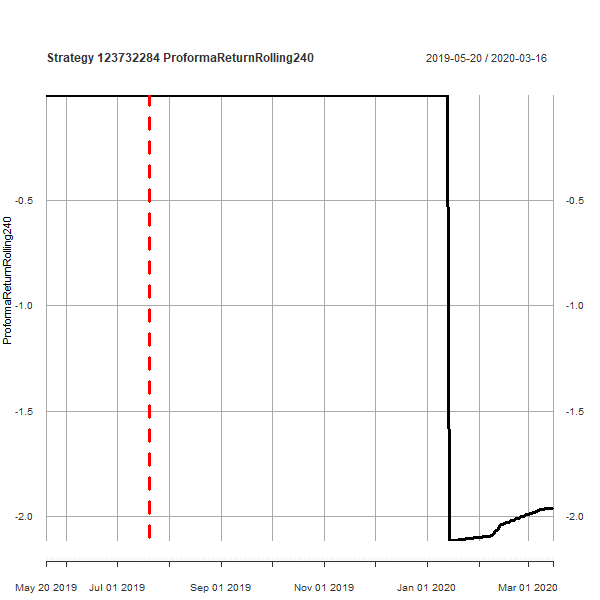 Strategy 123732284 ProformaReturnRolling240
2019-05-20 / 2020-03-16
ProformaReturnRolling240
-0.5 -0.5
-1.0 -1.0
-1.5 -1.5
-2.0 -2.0
May 20 2019 Jul 01 2019 Sep 01 2019 Nov 01 2019 Jan 01 2020 Mar 01 2020